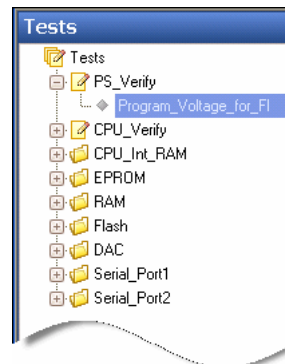 Tests
Tests
PS_Verify
Program_Voltage_for_Fl
CPU_Verify
CPU_Int_RAM
EPROM
RAM
Flash
DAC
Serial_Port1
Serial_Port2